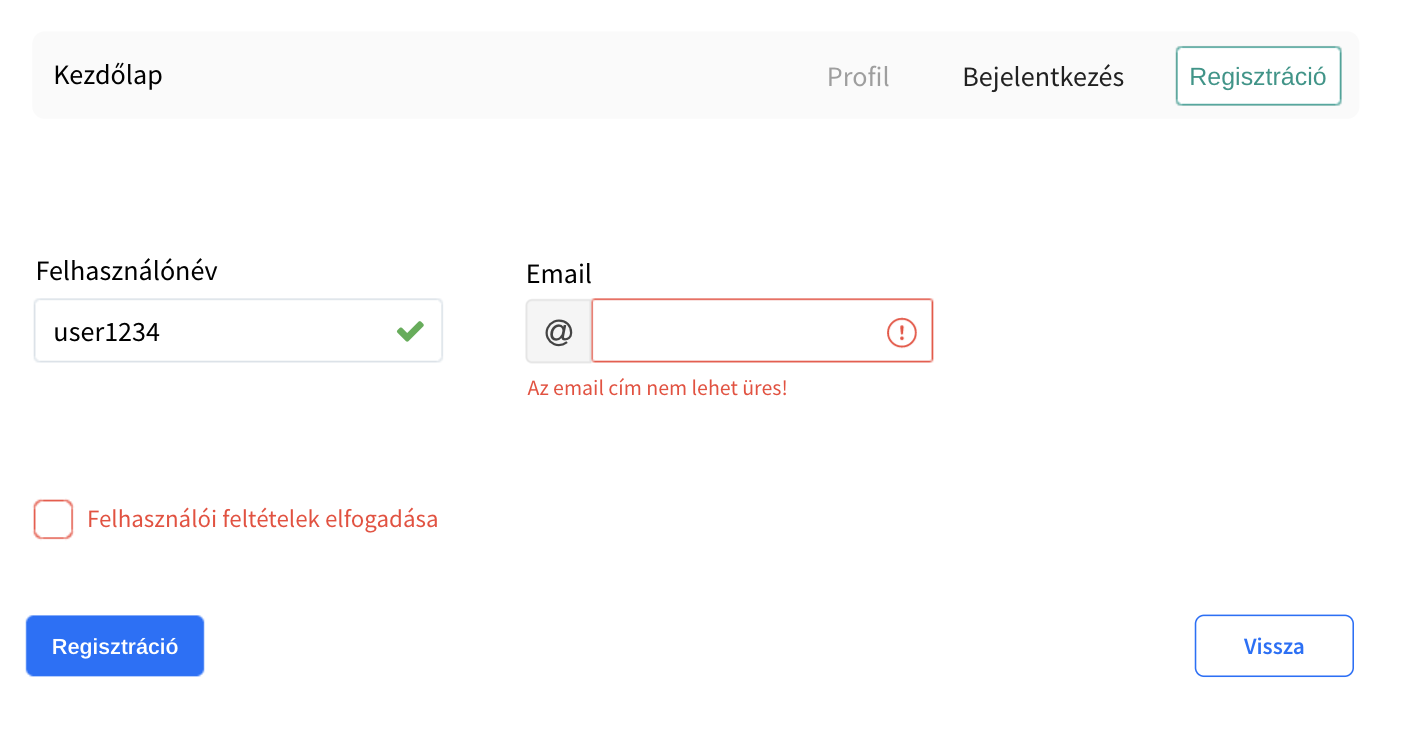 Kezdőlap
Profil
Bejelentkezés
Regisztráció
Felhasználónév
Email
user1234
@
Az email cím nem lehet üres!
Felhasználói feltételek elfogadása
Regisztráció
Vissza